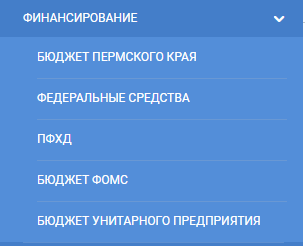 ФИНАНСИРОВАНИЕ
БЮДЖЕТ ПЕРМСКОГО КРАЯ
ФЕДЕРАЛЬНЫЕ СРЕДСТВА
ПФХД
БЮДЖЕТ ФОМС
БЮДЖЕТ УНИТАРНОГО ПРЕДПРИЯТИЯ